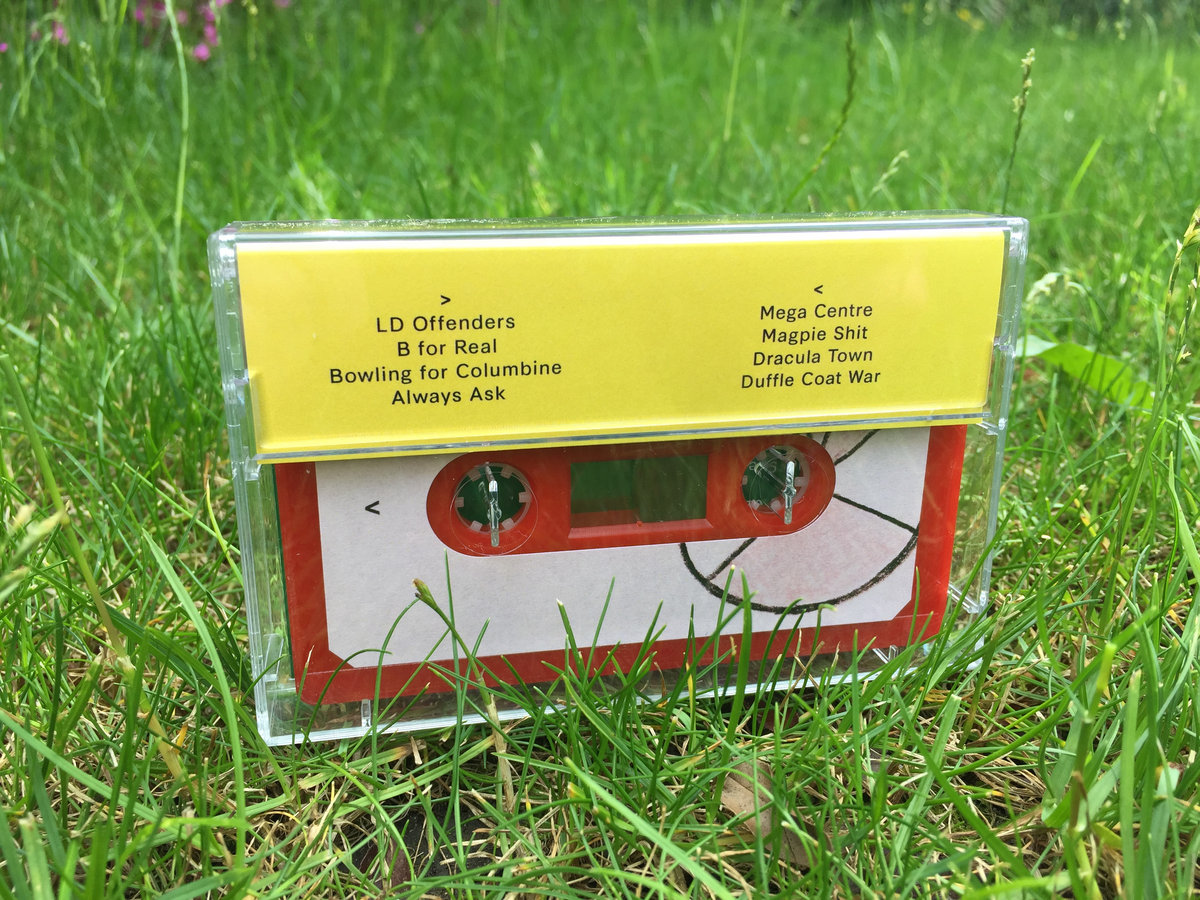 >
LD Offenders
B for Real
Bowling for Columbine
Always Ask
<
Mega Centre
Magpie Shit
Dracula Town
Duffle Coat War
<